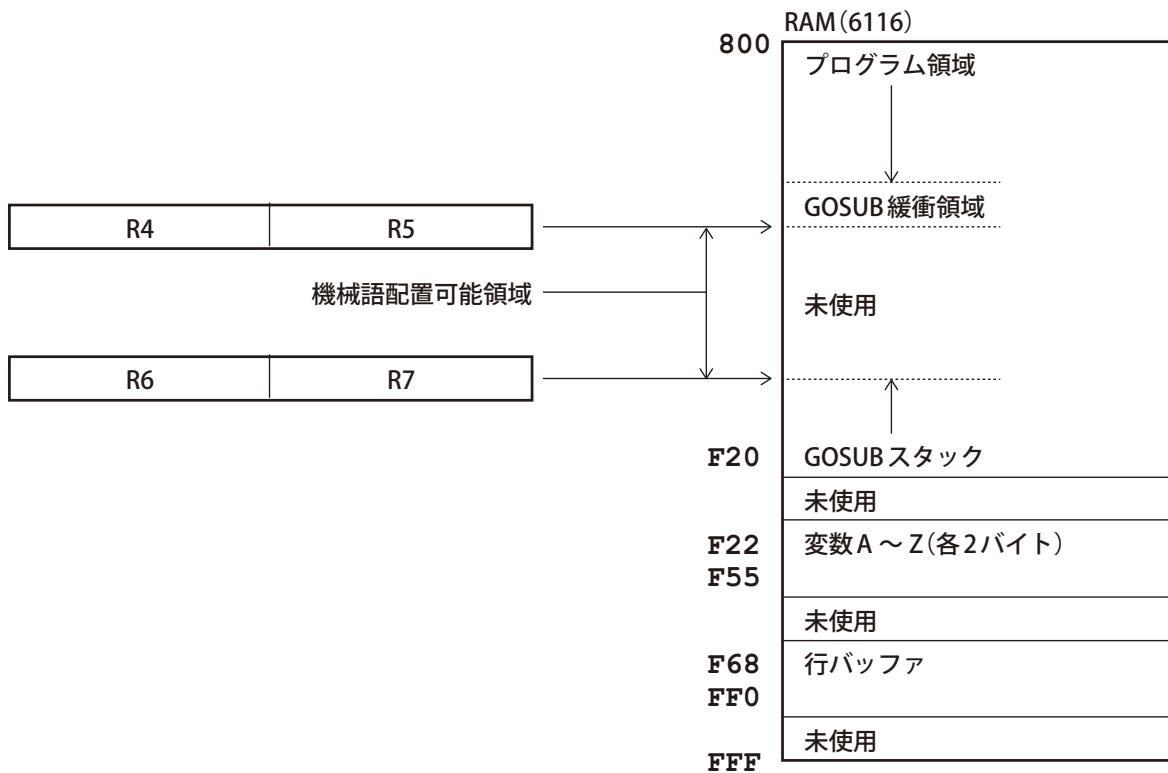 RAM(6116)
800
プログラム領域
GOSUB緩衝領域
R4 R5
機械語配置可能領域
未使用
R6 R7
F20 GOSUBスタック
未使用
F22 変数A ～ Z(各2バイト)
F55
未使用
F68 行バッファ
FF0
未使用
FFF